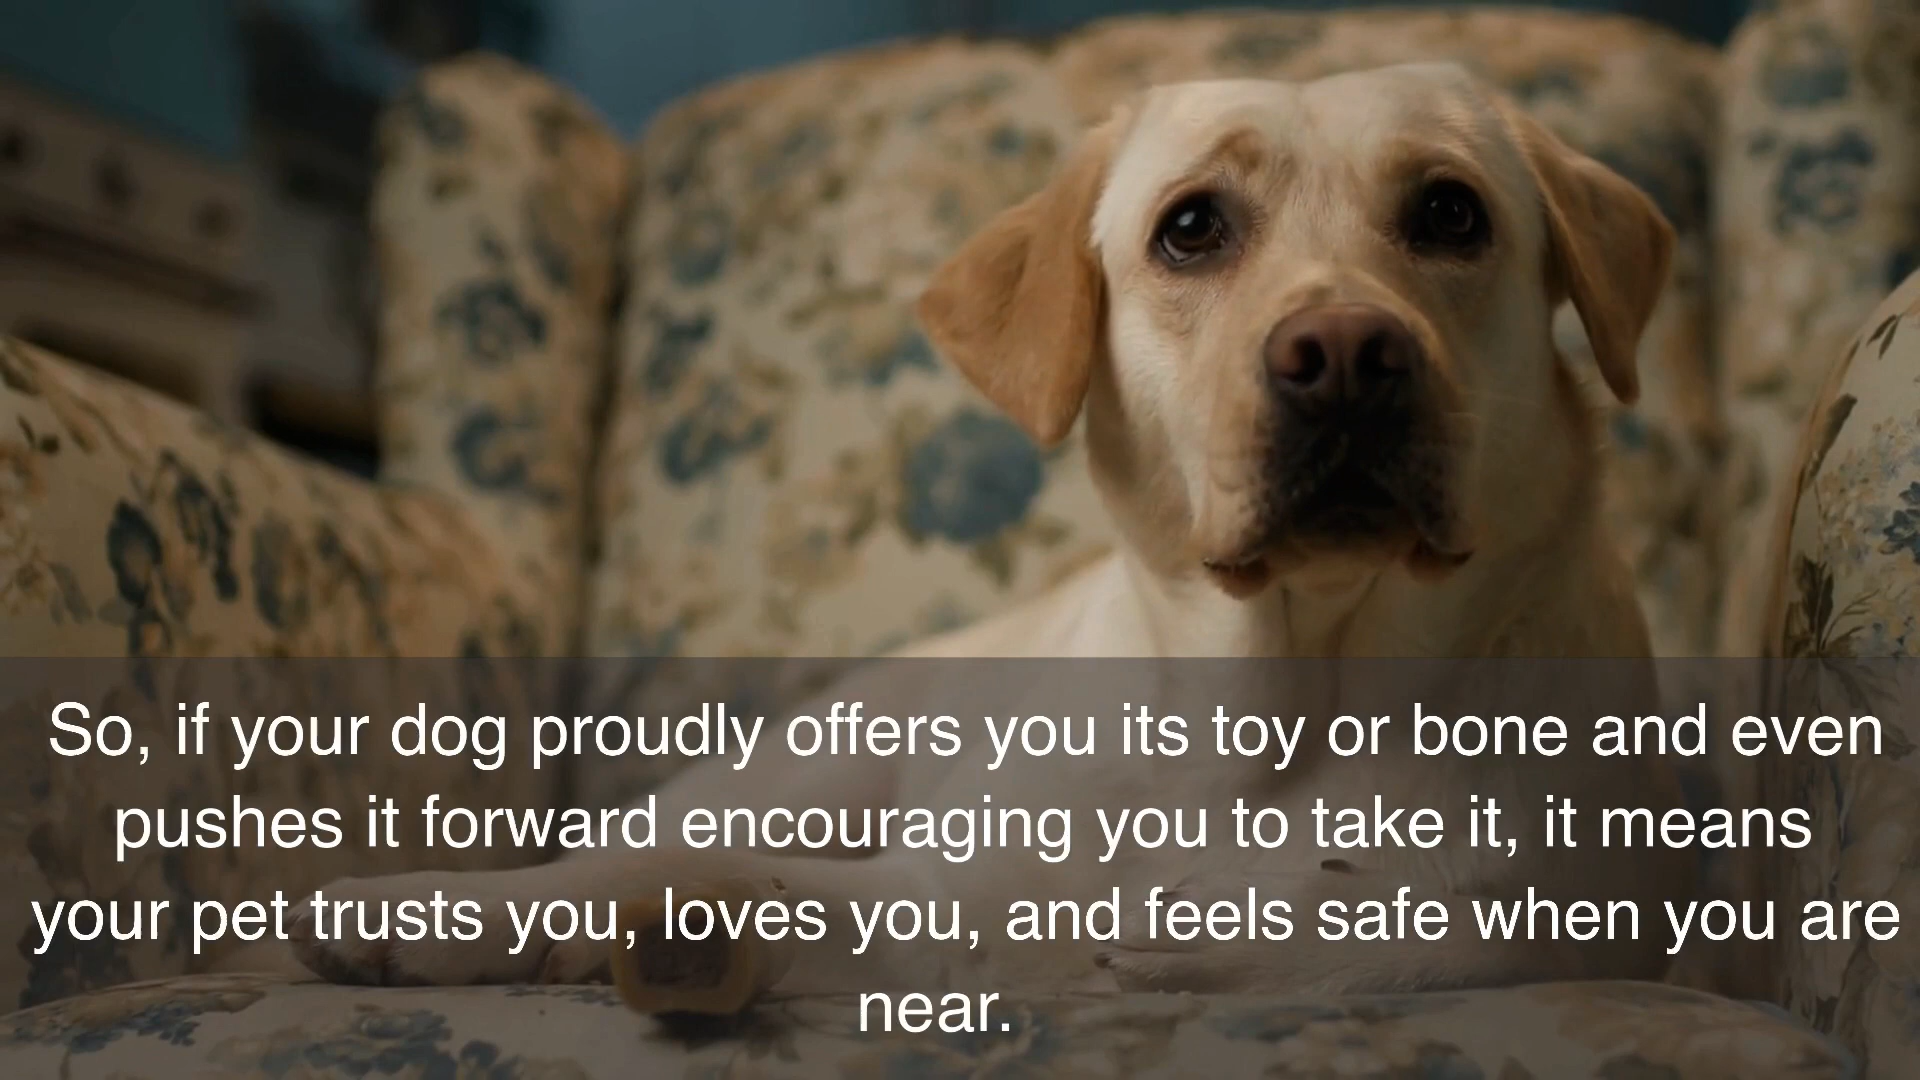 So, if your dog proudly offers you its toy or bone and even
pushes it forward encouraging you to take it, it means
your pet trusts you, loves you, and feels safe when you are
near.